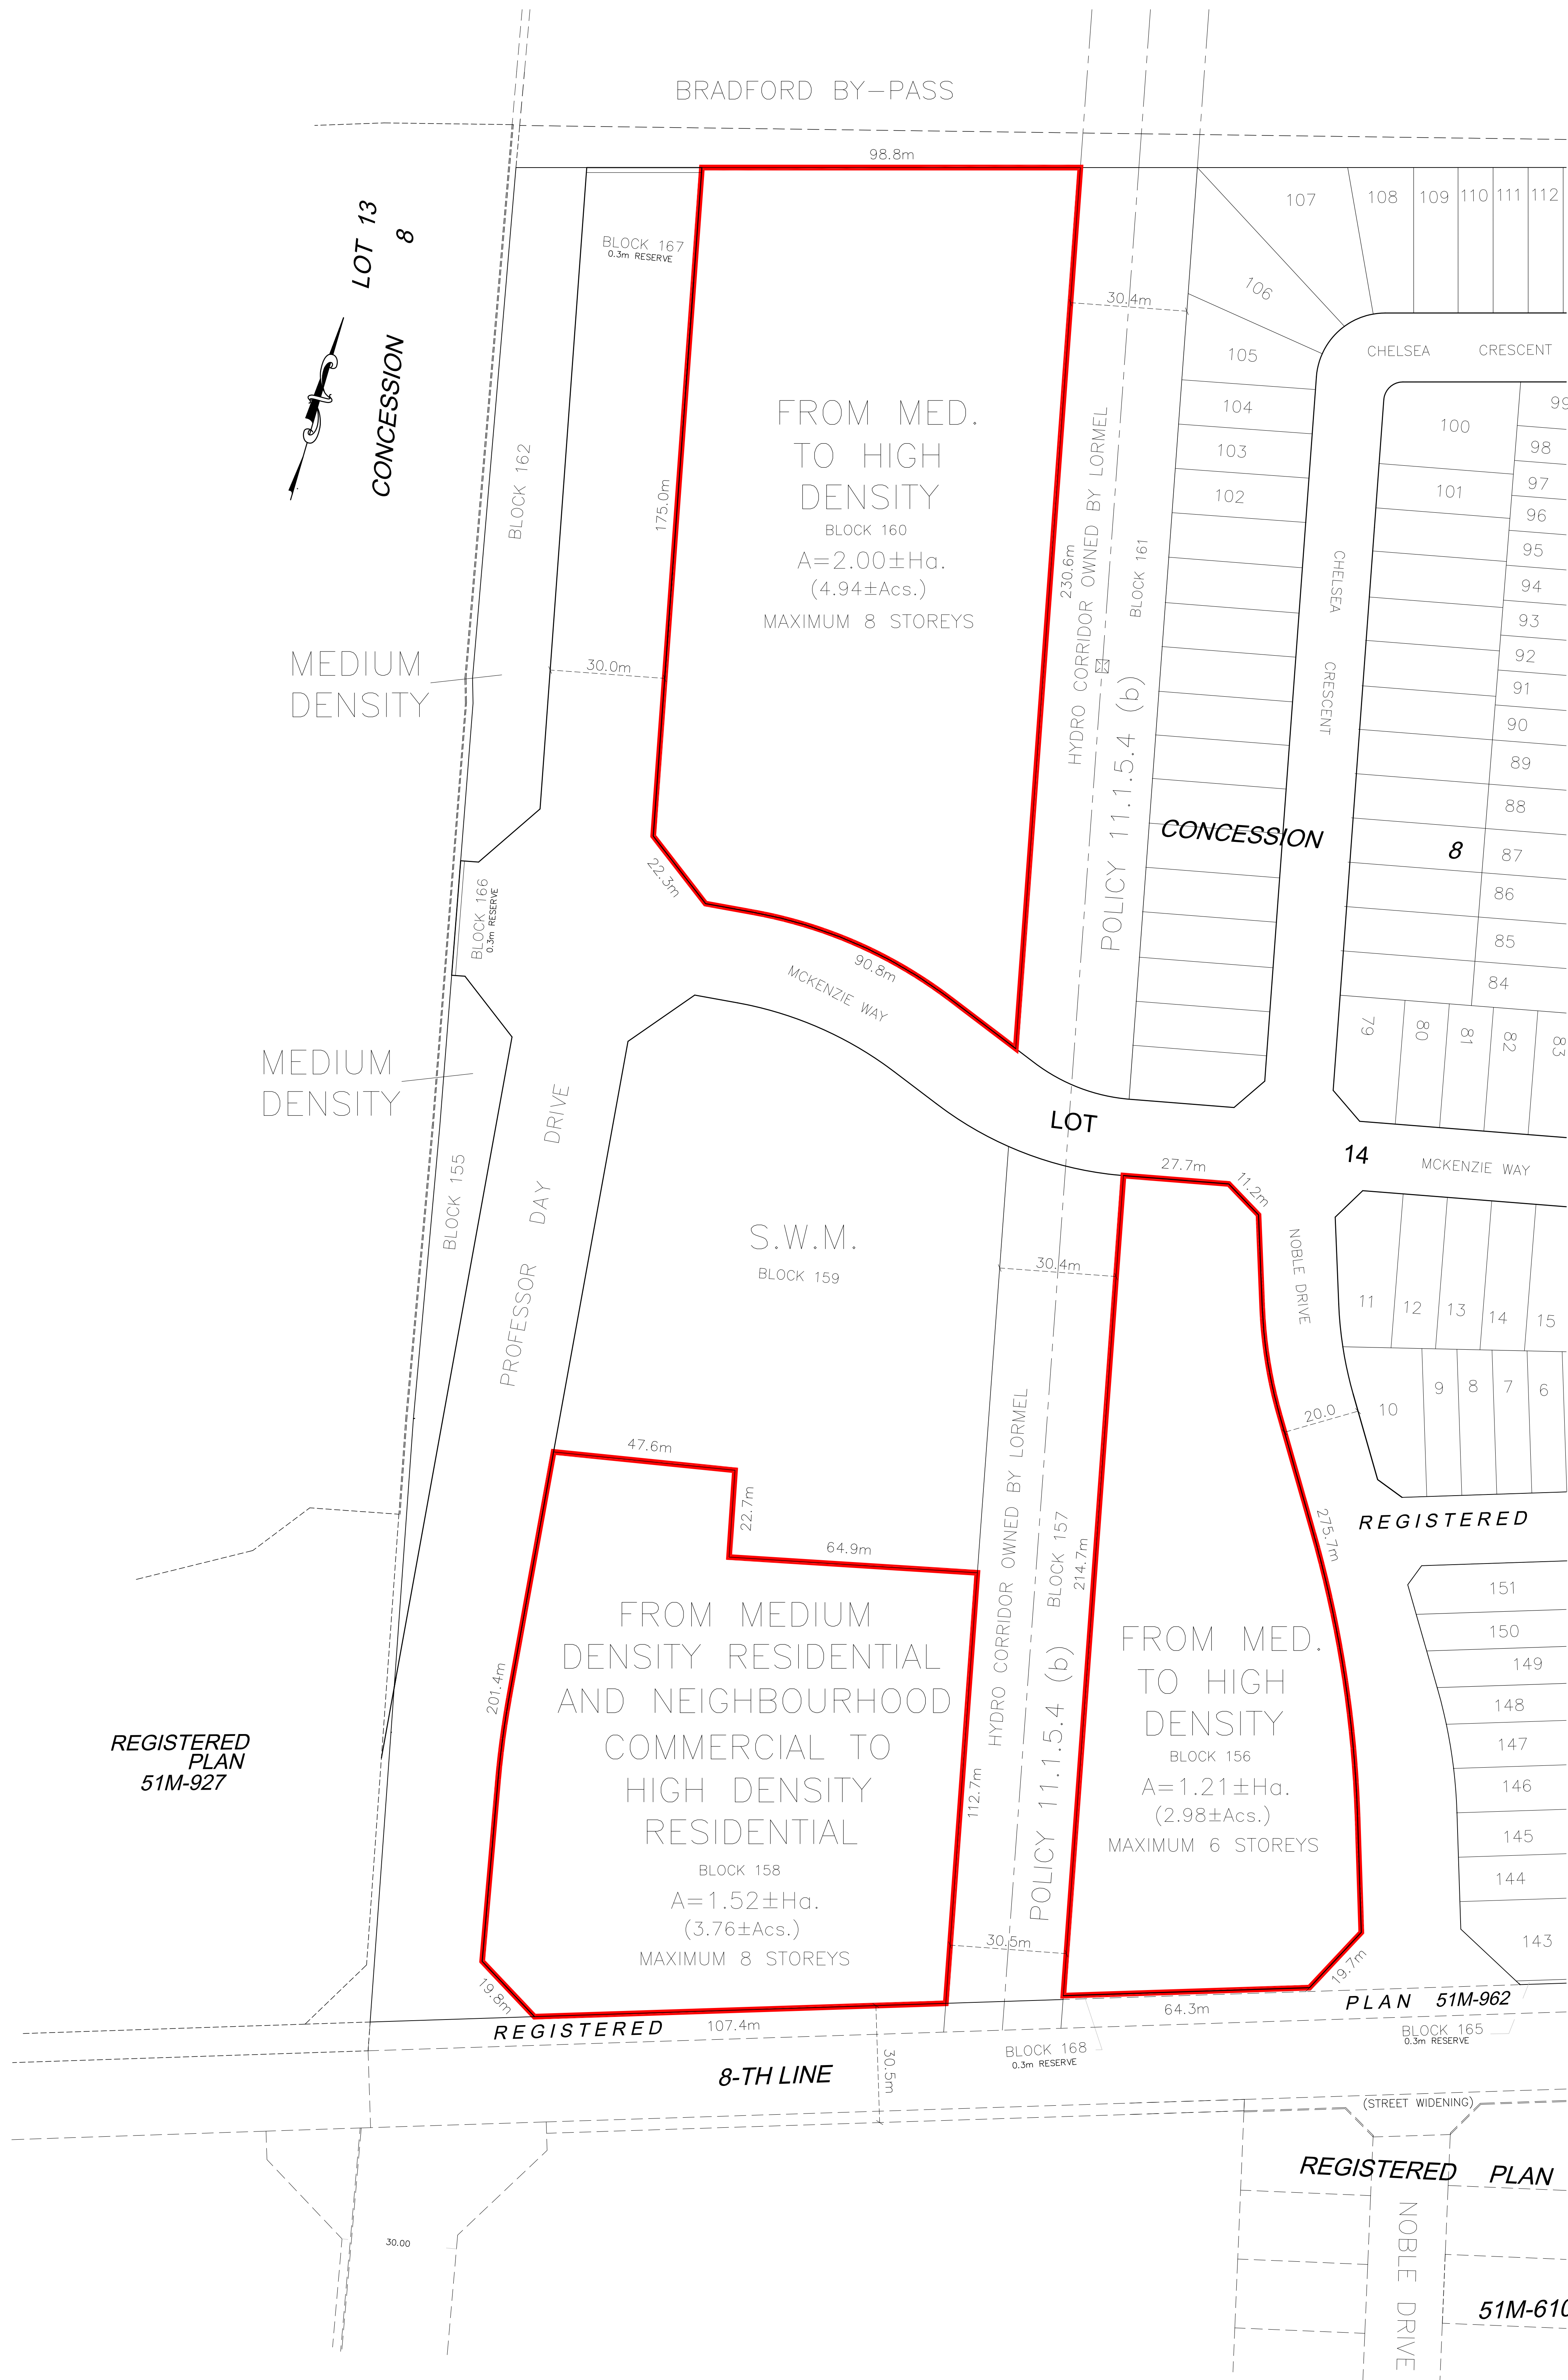 BRADFORD BY-PASS
98.8m
LOT 13
CONCESSION 8
BLOCK 167
0.3m RESERVE
107
108
109
110
111
112
106
30.4m
105
CHELSEA CRESCENT
104
103
102
99
100
98
101
97
96
95
94
93
92
91
90
89
88
87
86
85
84
FROM MED.
TO HIGH
DENSITY
BLOCK 160
A=2.00±Ha.
(4.94±Acs.)
MAXIMUM 8 STOREYS
175.0m
230.6m
BLOCK 162
HYDRO CORRIDOR OWNED BY LORMEL
BLOCK 161
POLICY 11.1.5.4 (b)
CHELSEA CRESCENT
MEDIUM
DENSITY
30.0m
CONCESSION 8
22.3m
BLOCK 166
0.3m RESERVE
90.8m
MCKENZIE WAY
79
80
81
82
83
MEDIUM
DENSITY
LOT 14
MCKENZIE WAY
PROFESSOR DAY DRIVE
BLOCK 155
27.7m
11.2m
S.W.M.
BLOCK 159
30.4m
NOBLE DRIVE
11
12
13
14
15
20.0
10
9
8
7
6
47.6m
22.7m
64.9m
HYDRO CORRIDOR OWNED BY LORMEL
BLOCK 157
POLICY 11.1.5.4 (b)
214.7m
275.7m
REGISTERED
151
150
149
148
147
146
145
144
143
FROM MEDIUM
DENSITY RESIDENTIAL
AND NEIGHBOURHOOD
COMMERCIAL TO
HIGH DENSITY
RESIDENTIAL
BLOCK 158
A=1.52±Ha.
(3.76±Acs.)
MAXIMUM 8 STOREYS
201.4m
112.7m
FROM MED.
TO HIGH
DENSITY
BLOCK 156
A=1.21±Ha.
(2.98±Acs.)
MAXIMUM 6 STOREYS
REGISTERED
PLAN
51M-927
30.5m
19.8m
19.7m
107.4m
64.3m
REGISTERED
PLAN 51M-962
BLOCK 168
0.3m RESERVE
BLOCK 165
0.3m RESERVE
8-TH LINE
30.5m
(STREET WIDENING)
REGISTERED PLAN
NOBLE DRIVE
30.00
51M-610